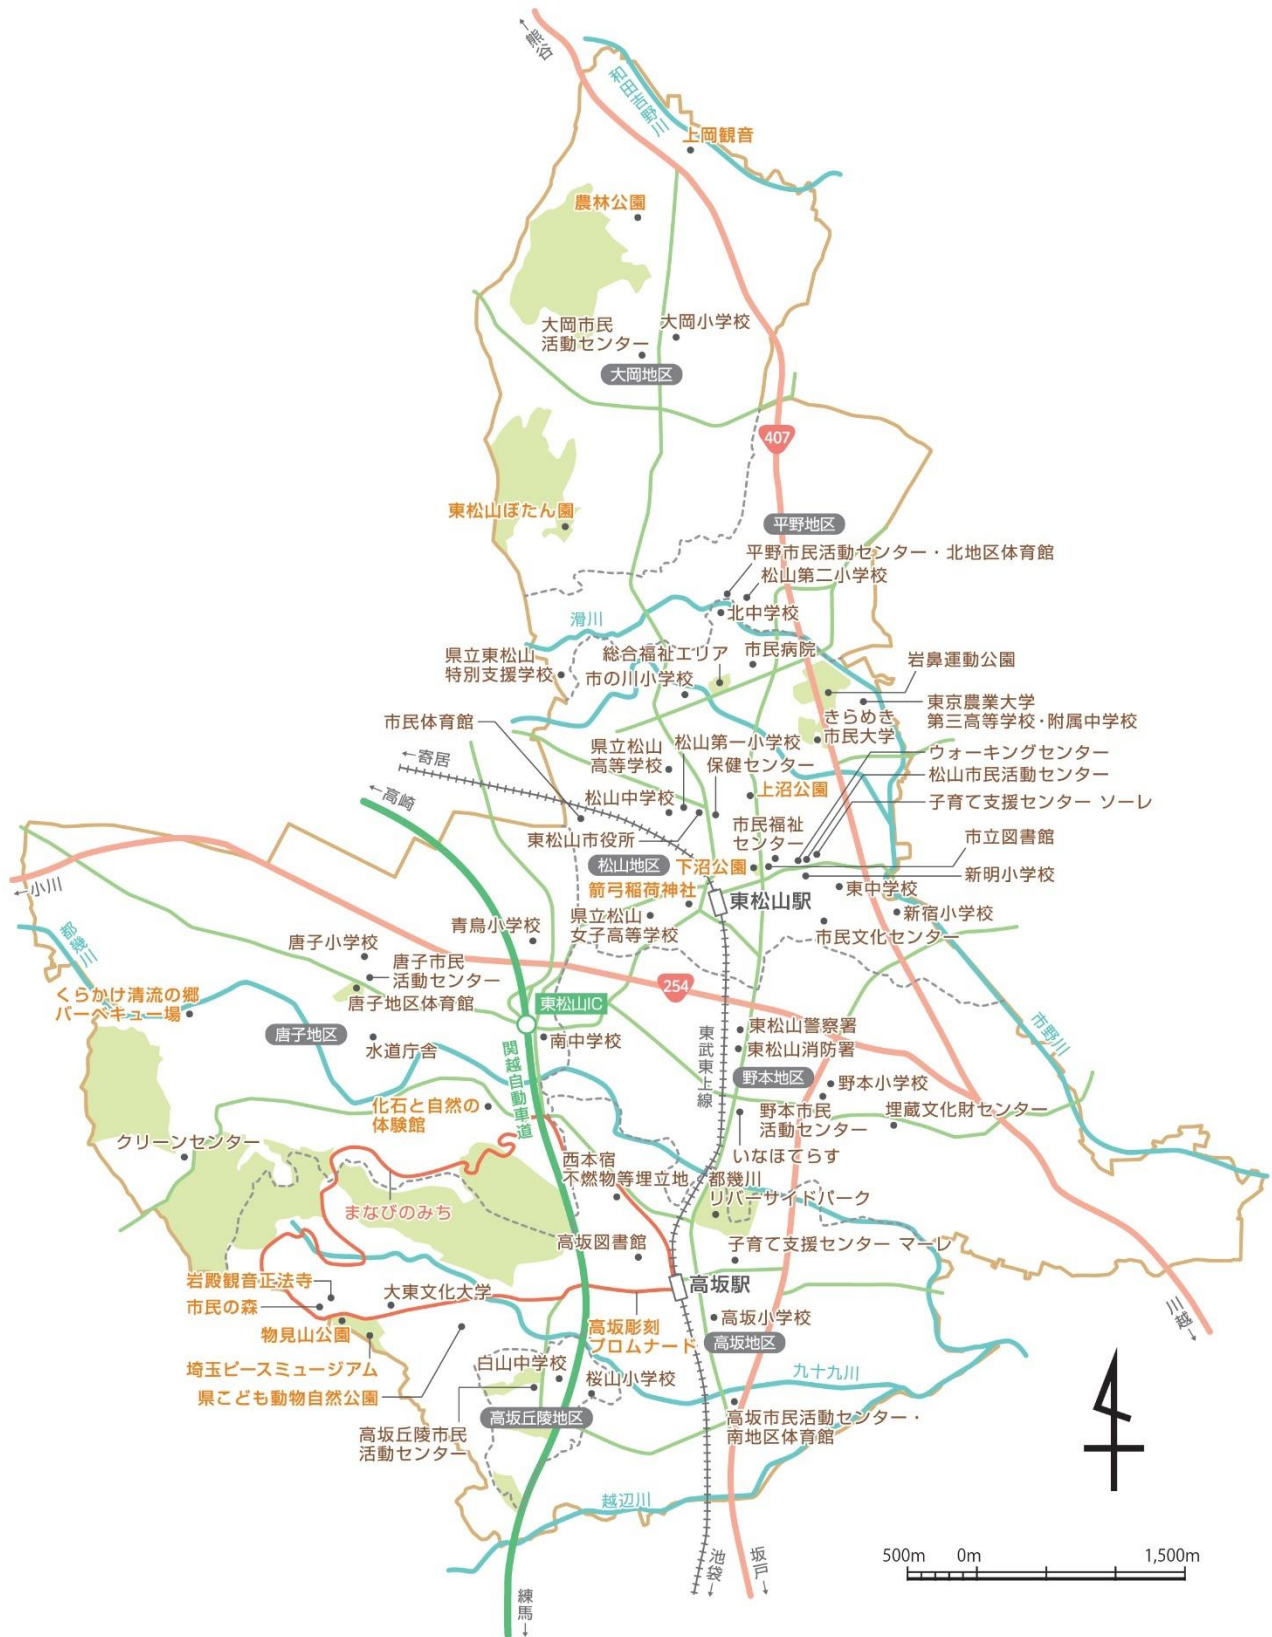 ←熊谷
和田吉野川
上岡観音
農林公園
大岡市民
活動センター
大岡小学校
大岡地区
407
東松山ぼたん園
平野地区
平野市民活動センター・北地区体育館
松山第二小学校
北中学校
滑川
県立東松山
特別支援学校
総合福祉エリア
市の川小学校
市民病院
岩鼻運動公園
東京農業大学
第三高等学校・附属中学校
きらめき
市民大学
市民体育館
←寄居
←高崎
県立松山
高等学校
松山第一小学校
保健センター
ウォーキングセンター
松山市民活動センター
子育て支援センター ソーレ
上沼公園
松山中学校
東松山市役所
市民福祉
センター
市立図書館
松山地区
下沼公園
新明小学校
箭弓稲荷神社
東松山駅
東中学校
新宿小学校
県立松山
女子高等学校
市民文化センター
←小川
都幾川
青鳥小学校
唐子小学校
唐子市民
活動センター
唐子地区体育館
くらかけ清流の郷
バーベキュー場
唐子地区
水道庁舎
東松山IC
254
南中学校
関越自動車道
東武東上線
東松山警察署
東松山消防署
野本地区
野本小学校
野本市民
活動センター
埋蔵文化財センター
市野川
いなほてらす
化石と自然の
体験館
クリーンセンター
まなびのみち
西本宿
不燃物等埋立地
都幾川
リバーサイドパーク
高坂図書館
子育て支援センター マーレ
高坂駅
岩殿観音正法寺
市民の森
大東文化大学
物見山公園
埼玉ピースミュージアム
県こども動物自然公園
高坂彫刻
プロムナード
高坂小学校
高坂地区
川越→
白山中学校
桜山小学校
九十九川
高坂丘陵地区
高坂丘陵市民
活動センター
高坂市民活動センター・
南地区体育館
越辺川
池袋→
坂戸→
練馬→
500m 0m 1,500m